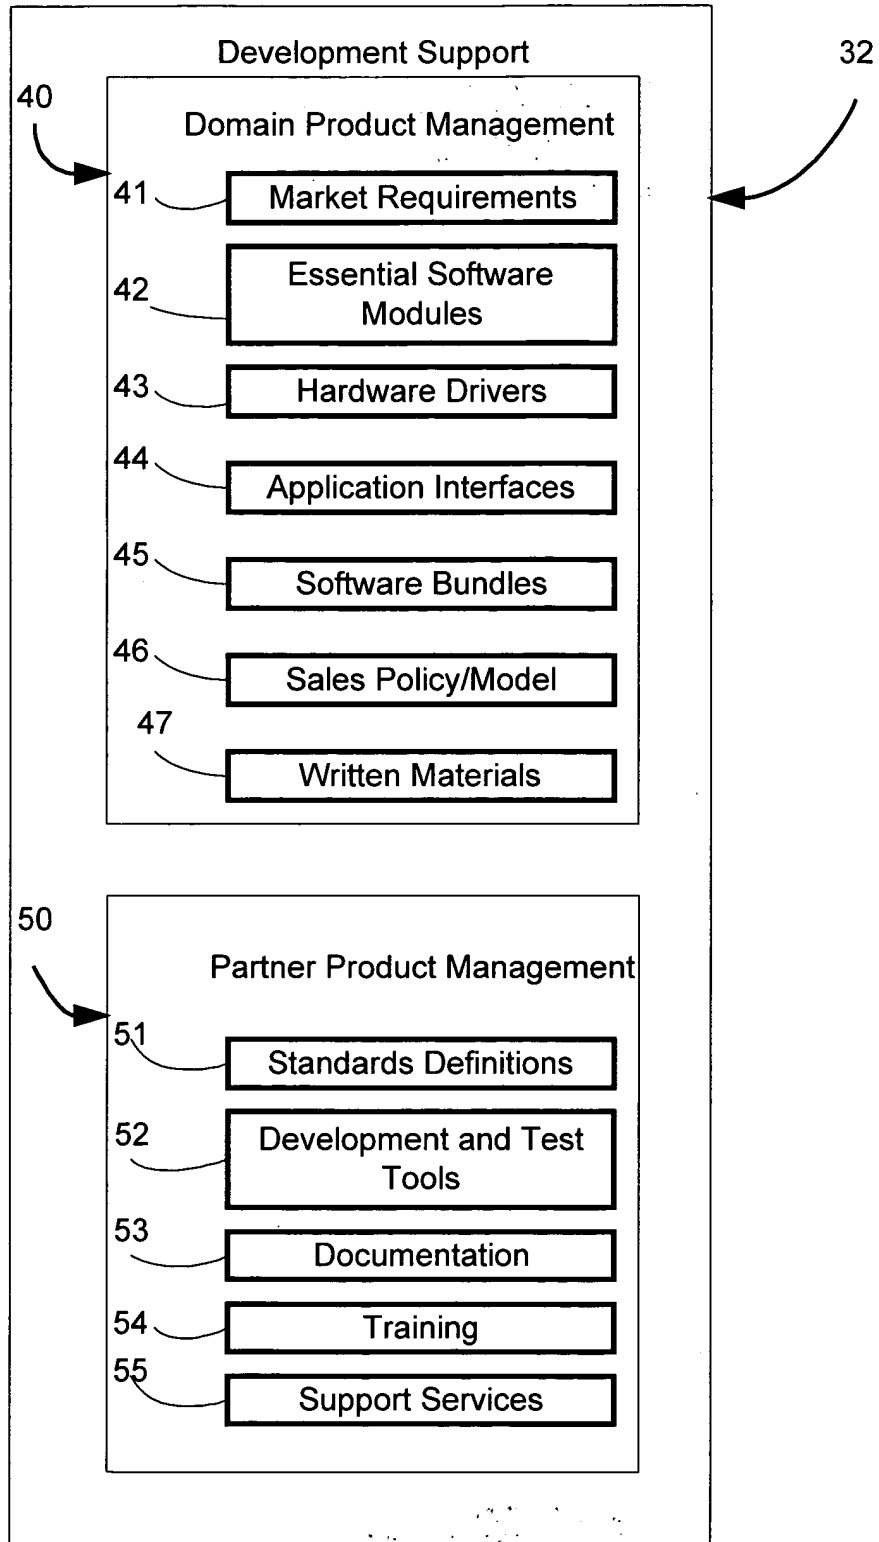 Development Support
32
40
Domain Product Management
41
Market Requirements
42
Essential Software
Modules
43
Hardware Drivers
44
Application Interfaces
45
Software Bundles
46
Sales Policy/Model
47
Written Materials
50
Partner Product Management
51
Standards Definitions
52
Development and Test
Tools
53
Documentation
54
Training
55
Support Services